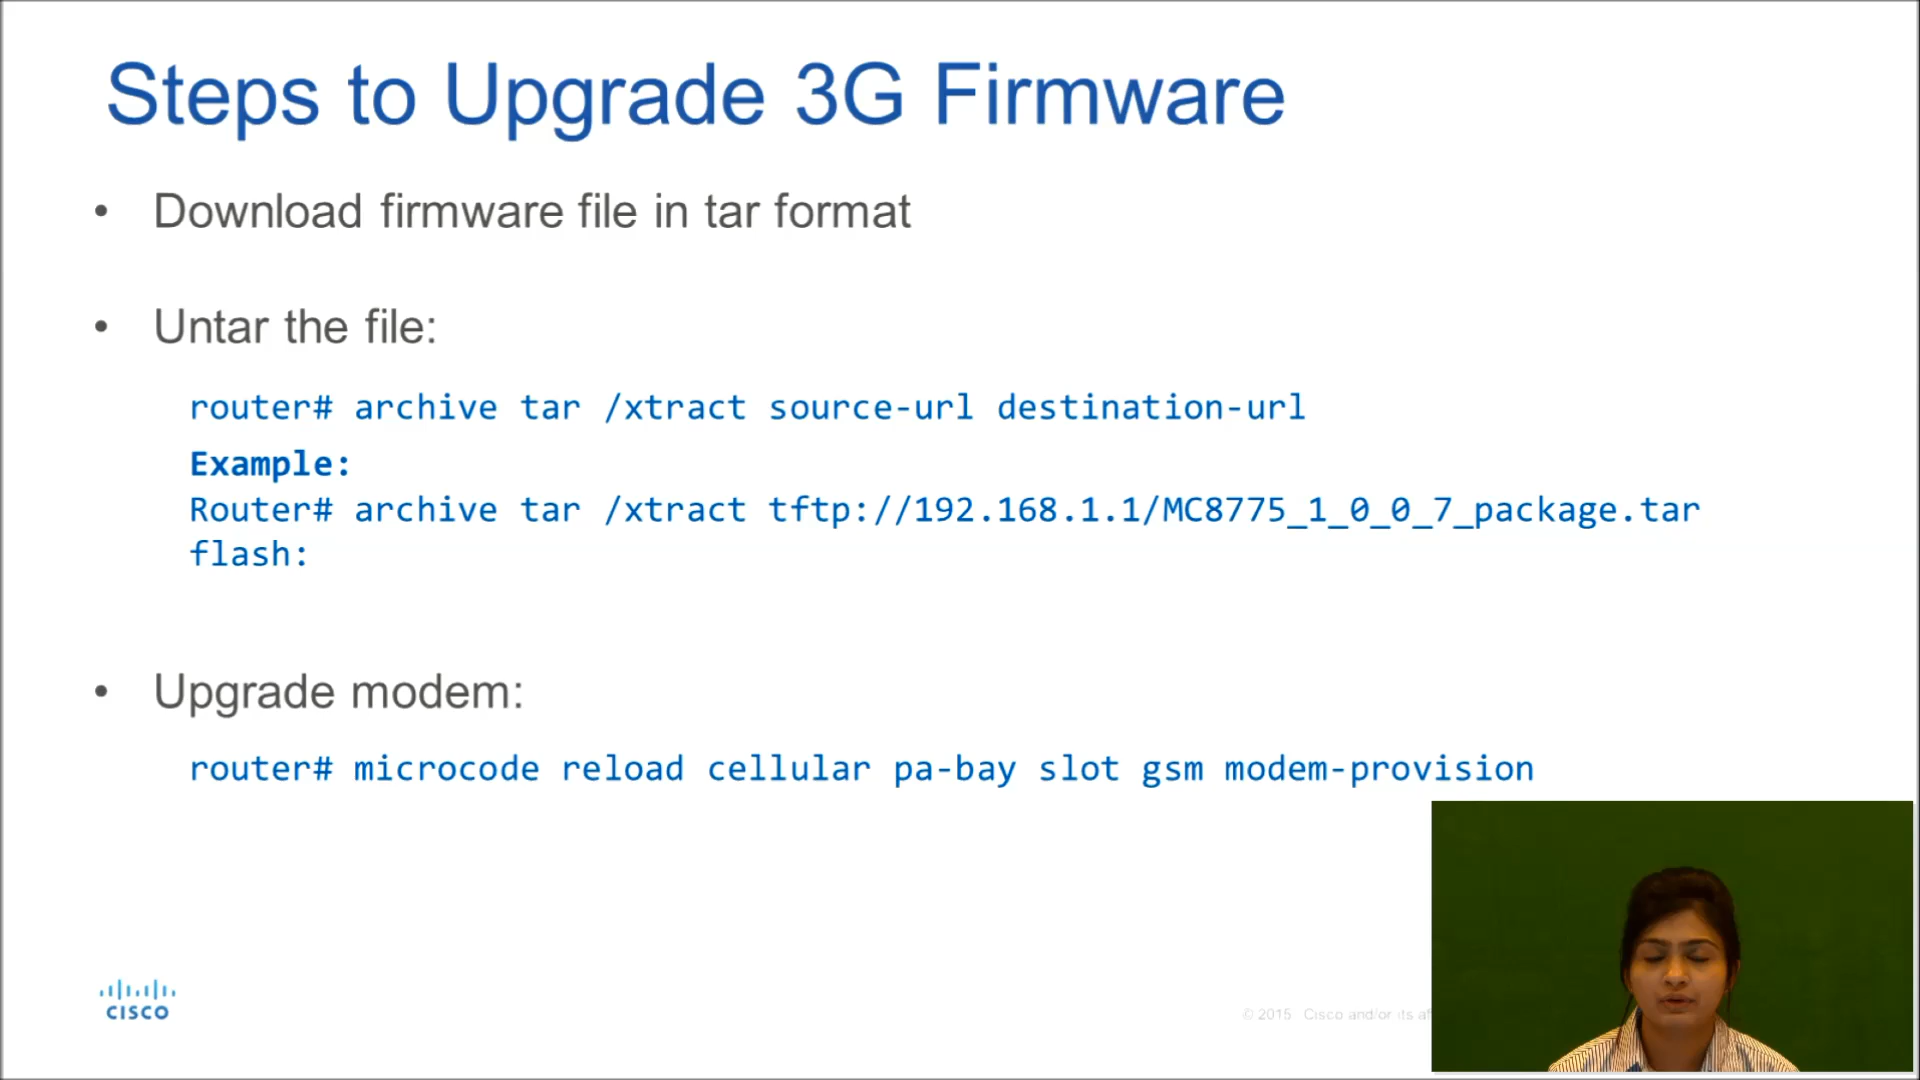 Steps to Upgrade 3G Firmware
• Download firmware file in tar format
• Untar the file:
router# archive tar /xtract source-url destination-url
Example:
Router# archive tar /xtract tftp://192.168.1.1/MC8775_1_0_0_7_package.tar
flash:
• Upgrade modem:
router# microcode reload cellular pa-bay slot gsm modem-provision
CISCO
© 2015 Cisco and/or its